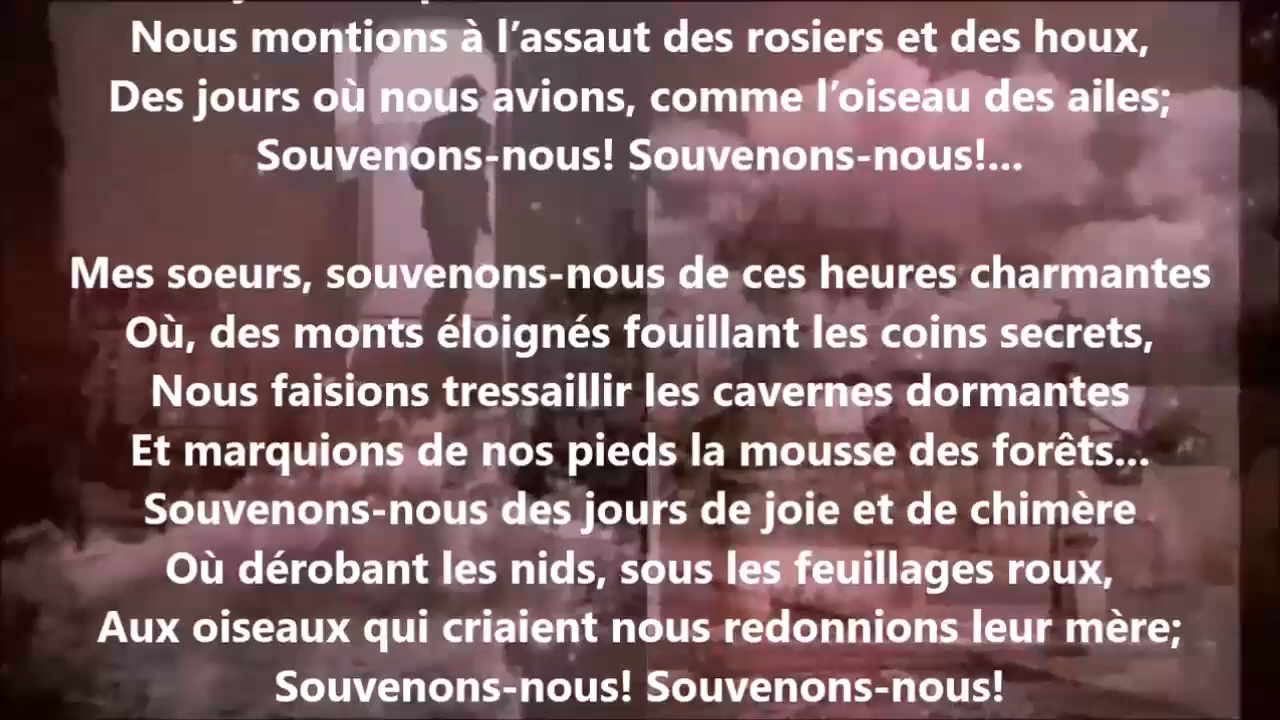 Nous montions à l’assaut des rosiers et des houx,
Des jours où nous avions, comme l’oiseau des ailes;
Souvenons-nous! Souvenons-nous!...
Mes soeurs, souvenons-nous de ces heures charmantes
Où, des monts éloignés fouillant les coins secrets,
Nous faisions tressaillir les cavernes dormantes
Et marquions de nos pieds la mousse des forêts...
Souvenons-nous des jours de joie et de chimère
Où dérobant les nids, sous les feuillages roux,
Aux oiseaux qui criaient nous redonnions leur mère;
Souvenons-nous! Souvenons-nous!